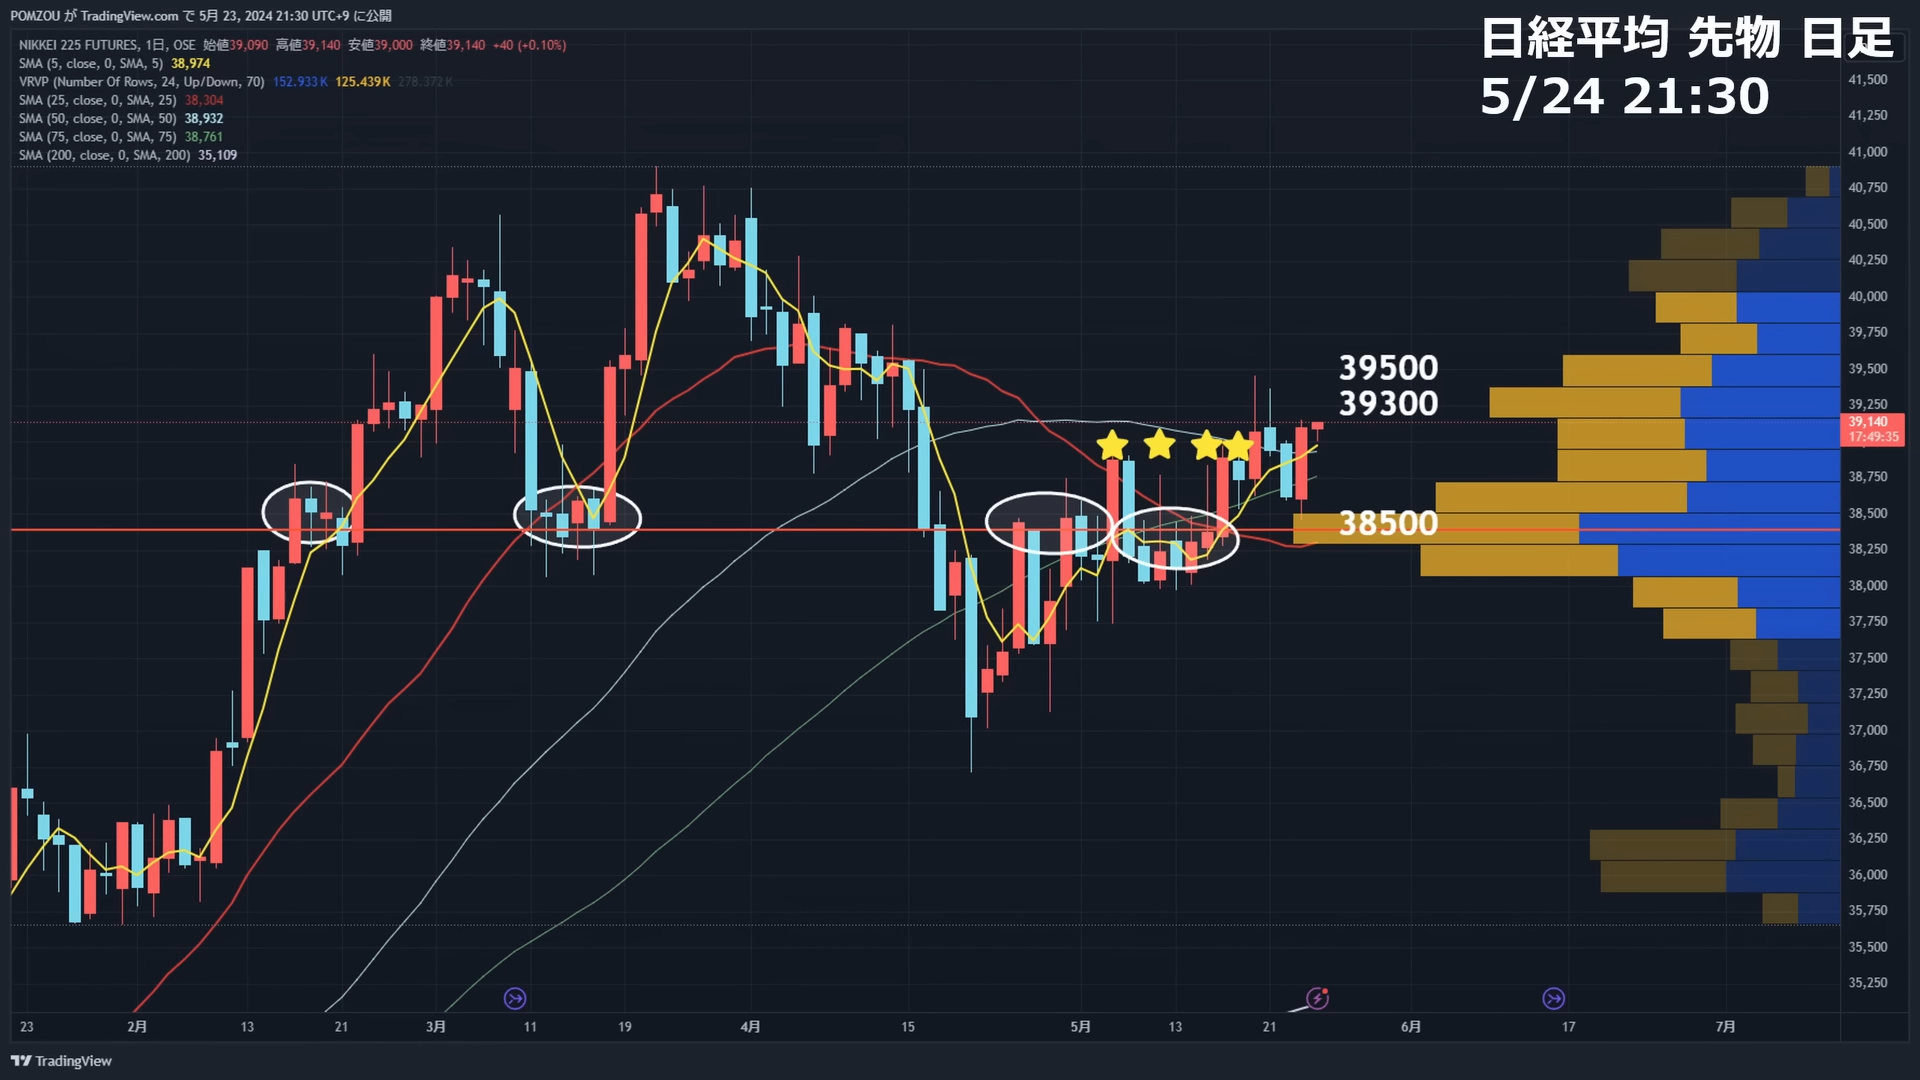 POMZOU が TradingView.com で 5月 23, 2024 21:30 UTC+9 に公開
日経平均 先物 日足
5/24 21:30
NIKKEI 225 FUTURES, 1日, OSE 始値39,090 高値39,140 安値39,000 終値39,140 +40 (+0.10%)
SMA (5, close, 0, SMA, 5) 38,974
VRVP (Number Of Rows, 24, Up/Down, 70) 152.933K 125.439K 278.372K
SMA (25, close, 0, SMA, 25) 38,304
SMA (50, close, 0, SMA, 50) 38,932
SMA (75, close, 0, SMA, 75) 38,761
SMA (200, close, 0, SMA, 200) 35,109
41,500
41,250
41,000
40,750
40,500
40,250
40,000
39,750
39,500
39,250
39,140
17:49:35
38,750
38,500
38,250
38,000
37,750
37,500
37,250
37,000
36,750
36,500
36,250
36,000
35,750
35,500
35,250
39500
39300
38500
23 2月 13 21 3月 11 19 4月 15 5月 13 21 6月 17 7月
TradingView